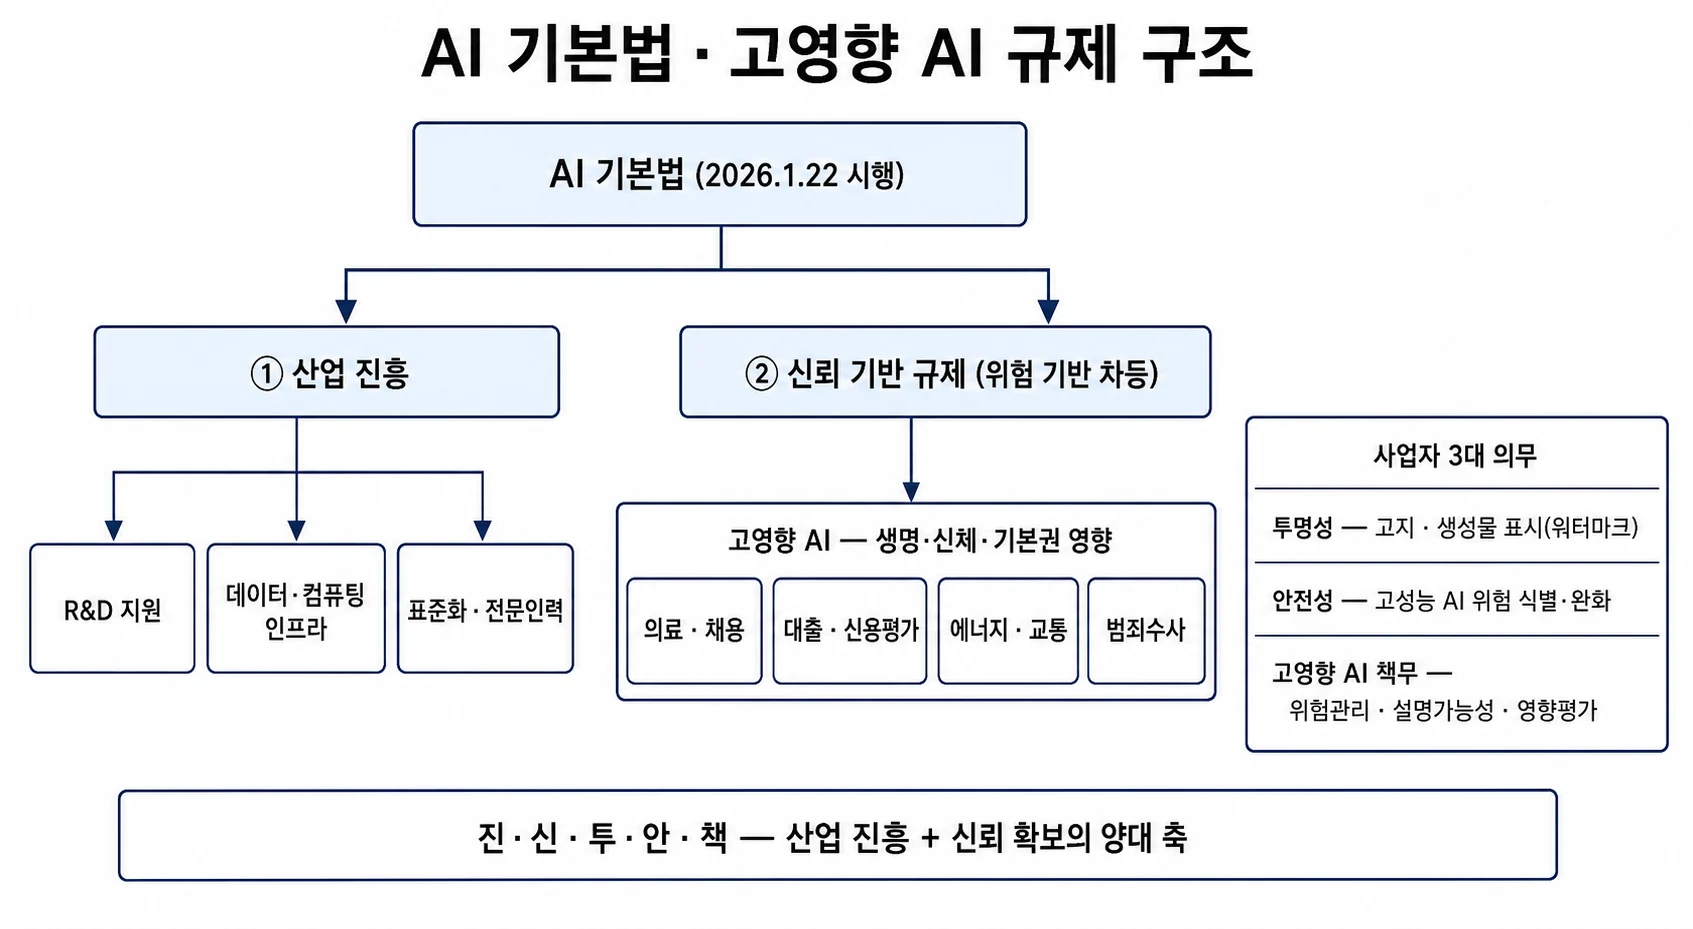 AI 기본법 · 고영향 AI 규제 구조
AI 기본법 (2026.1.22 시행)
① 산업 진흥
② 신뢰 기반 규제 (위험 기반 차등)
R&D 지원
데이터·컴퓨팅
인프라
표준화 · 전문인력
고영향 AI — 생명·신체·기본권 영향
의료 · 채용
대출 · 신용평가
에너지 · 교통
범죄수사
사업자 3대 의무
투명성 — 고지 · 생성물 표시(워터마크)
안전성 — 고성능 AI 위험 식별·완화
고영향 AI 책무 —
위험관리 · 설명가능성 · 영향평가
진 · 신 · 투 · 안 · 책 — 산업 진흥 + 신뢰 확보의 양대 축